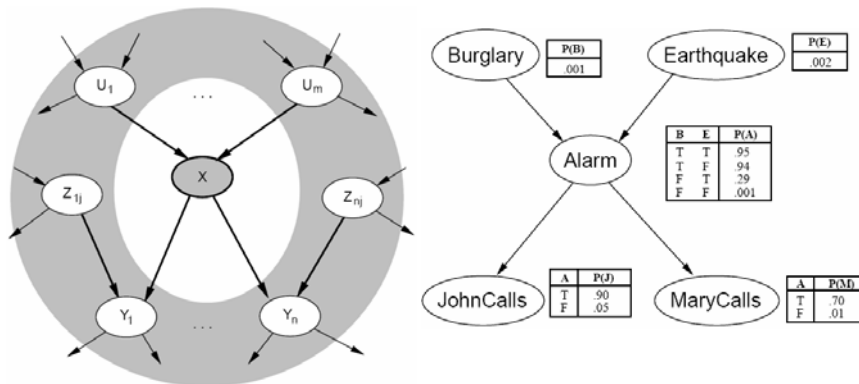 U1 ... Um
X
Z1j Znj
Y1 ... Yn
Burglary
P(B)
.001
Earthquake
P(E)
.002
Alarm
B E P(A)
T T .95
T F .94
F T .29
F F .001
JohnCalls
A P(J)
T .90
F .05
MaryCalls
A P(M)
T .70
F .01